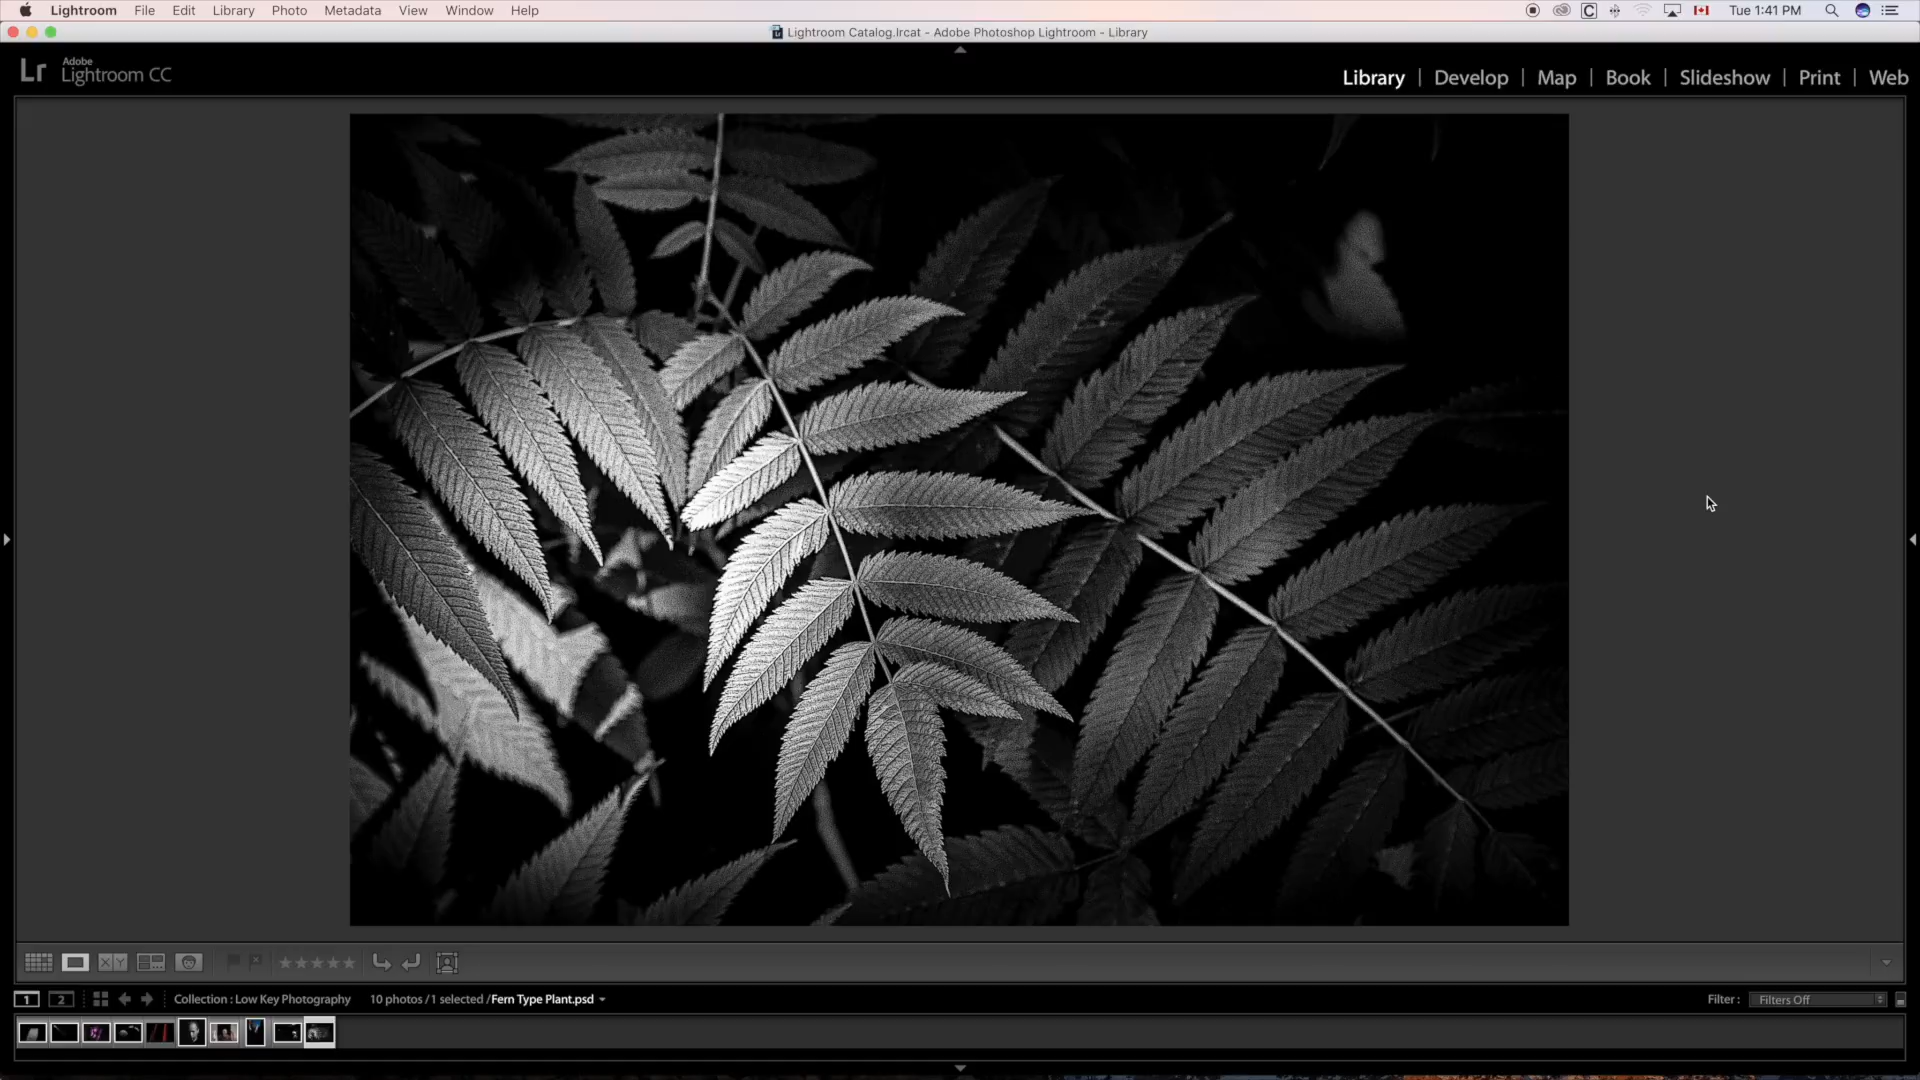 Lightroom File Edit Library Photo Metadata View Window Help Tue 1:41 PM
Lightroom Catalog.lrcat - Adobe Photoshop Lightroom - Library
Lr Adobe Lightroom CC
Library | Develop | Map | Book | Slideshow | Print | Web
X Y
1 2 Collection : Low Key Photography 10 photos / 1 selected / Fern Type Plant.psd Filter : Filters Off